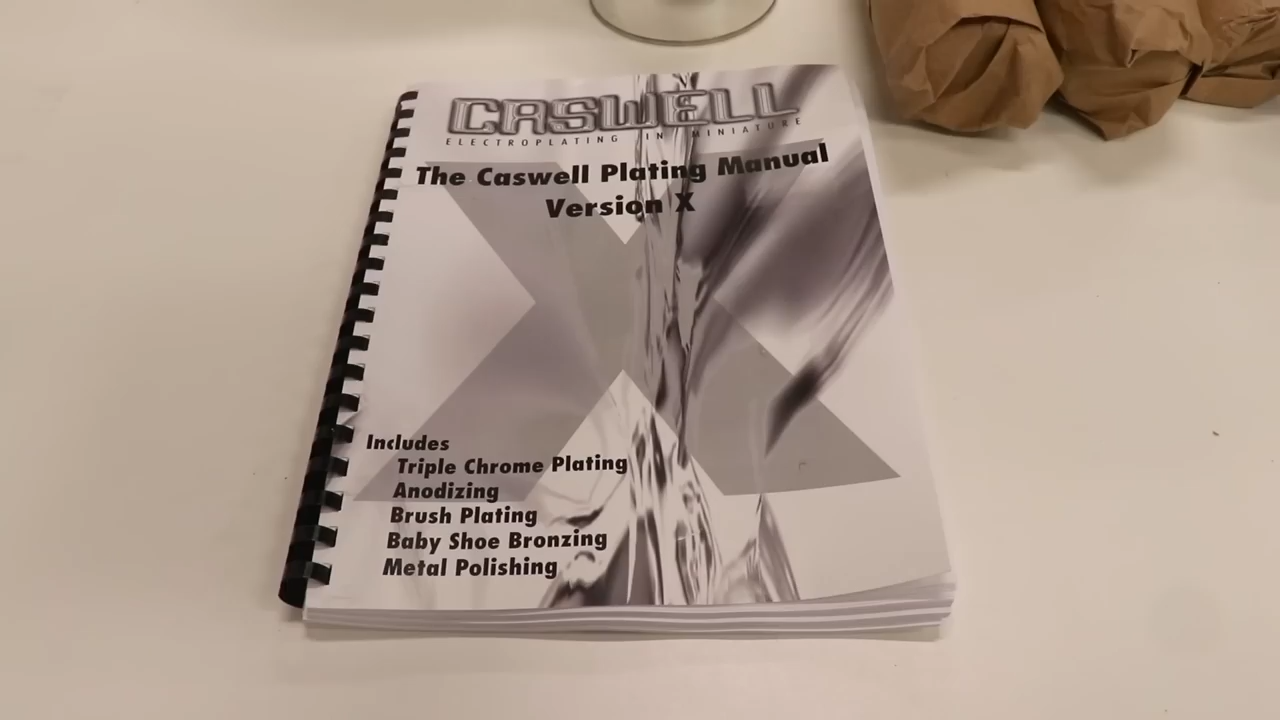 CASWELL
ELECTROPLATING IN MINIATURE
The Caswell Plating Manual
Version X
Includes
Triple Chrome Plating
Anodizing
Brush Plating
Baby Shoe Bronzing
Metal Polishing